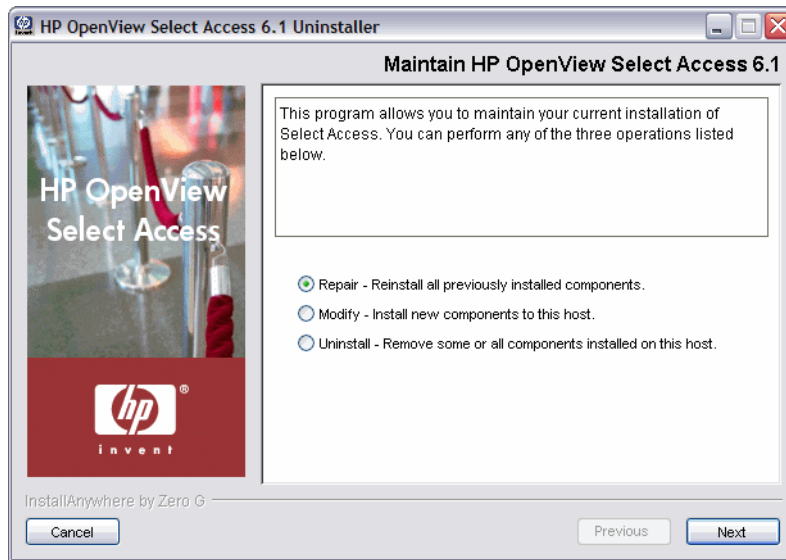 HP OpenView Select Access 6.1 Uninstaller
Maintain HP OpenView Select Access 6.1
HP OpenView
Select Access
hp
®
invent
This program allows you to maintain your current installation of
Select Access. You can perform any of the three operations listed
below.
Repair - Reinstall all previously installed components.
Modify - Install new components to this host.
Uninstall - Remove some or all components installed on this host.
InstallAnywhere by Zero G
Cancel
Previous
Next